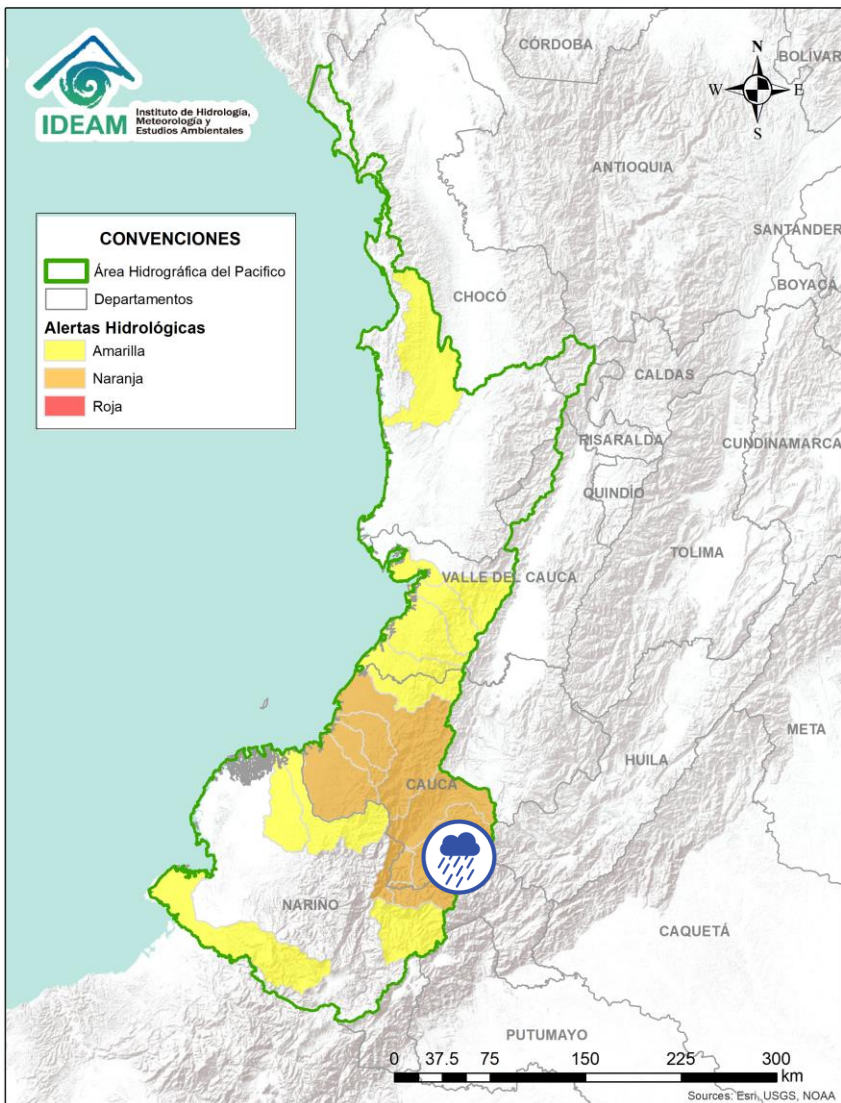 IDEAM
Instituto de Hidrología,
Meteorología y
Estudios Ambientales
CÓRDOBA
BOLÍVAR
N
W
E
S
ANTIOQUIA
SANTANDER
BOYACÁ
CONVENCIONES
Área Hidrográfica del Pacifico
Departamentos
Alertas Hidrológicas
Amarilla
Naranja
Roja
CHOCÓ
CALDAS
RISARALDA
CUNDINAMARCA
QUINDÍO
TOLIMA
VALLE DEL CAUCA
META
HUILA
CAUCA
NARIÑO
CAQUETÁ
PUTUMAYO
0 37.5 75 150 225 300
km
Sources: Esri, USGS, NOAA